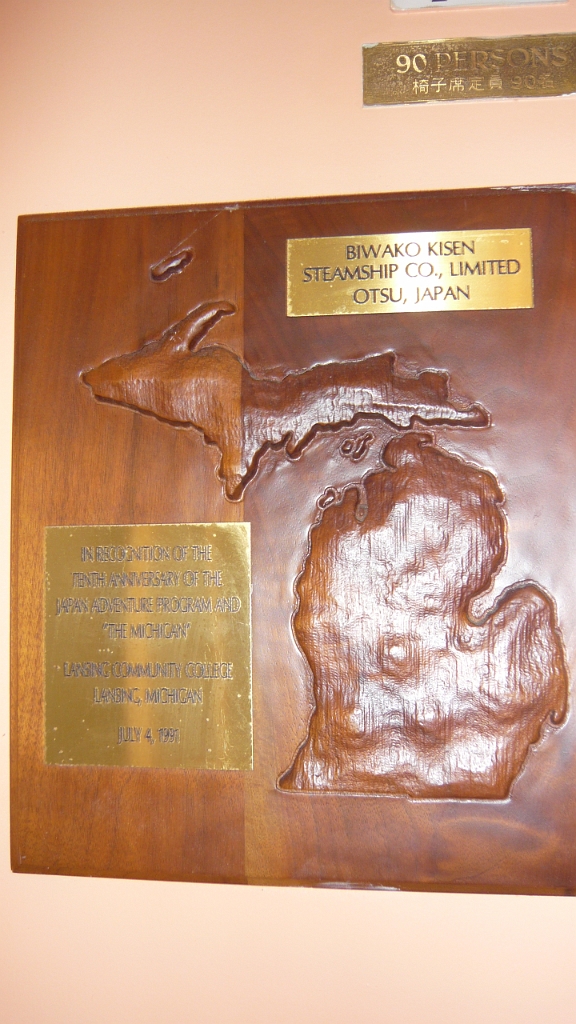 90 PERSONS
椅子席定員 90名
BIWAKO KISEN
STEAMSHIP CO., LIMITED
OTSU, JAPAN
IN RECOGNITION OF THE
TENTH ANNIVERSARY OF THE
JAPAN ADVENTURE PROGRAM AND
"THE MICHIGAN"
LANSING COMMUNITY COLLEGE
LANSING, MICHIGAN
JULY 4, 1991